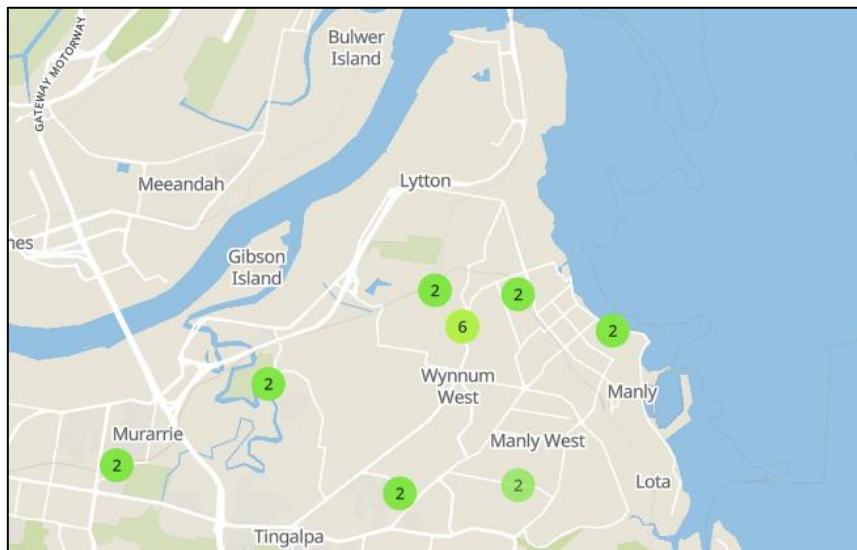 Bulwer
Island
GATEWAY MOTORWAY
Meeandah
Lytton
nes
Gibson
Island
2
2
6
2
Wynnum
West
2
Manly
Murarrie
Manly West
2
2
2
Lota
Tingalpa